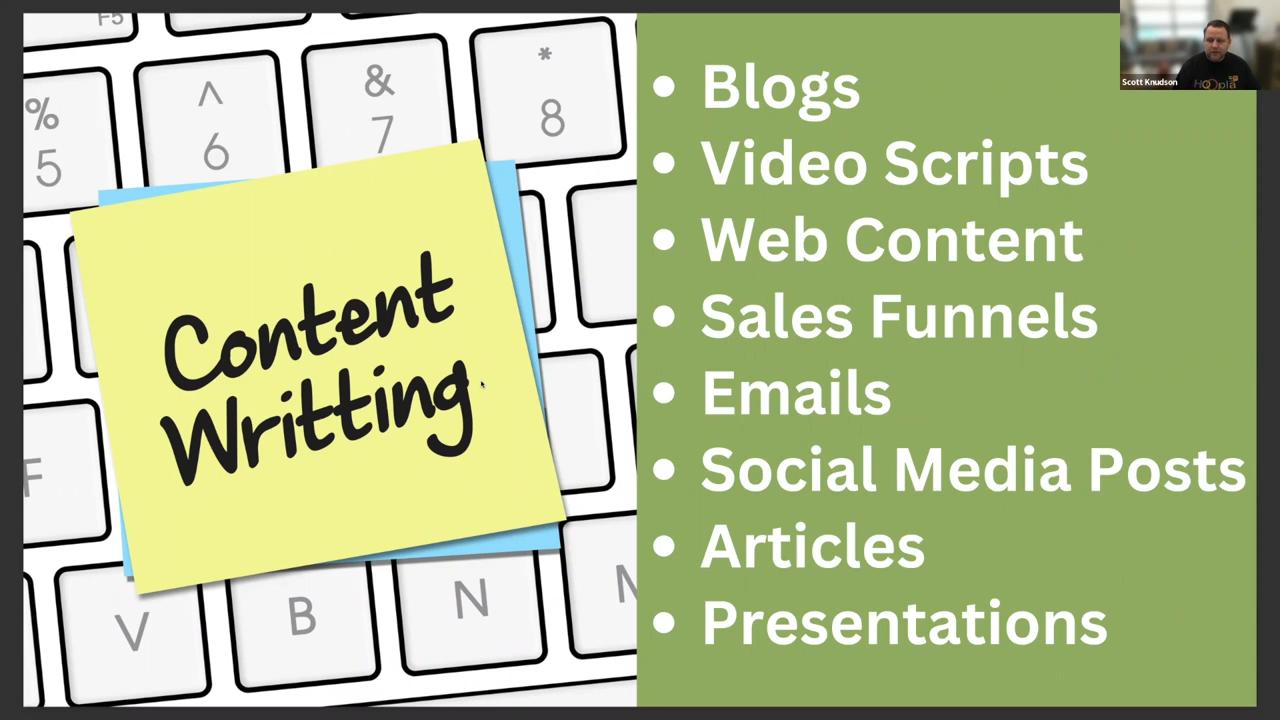 F5
%
5
^
6
&
7
*
8
Content
Writting
F
V
B
N
M
• Blogs
• Video Scripts
• Web Content
• Sales Funnels
• Emails
• Social Media Posts
• Articles
• Presentations
Scott Knudson
Hoopla